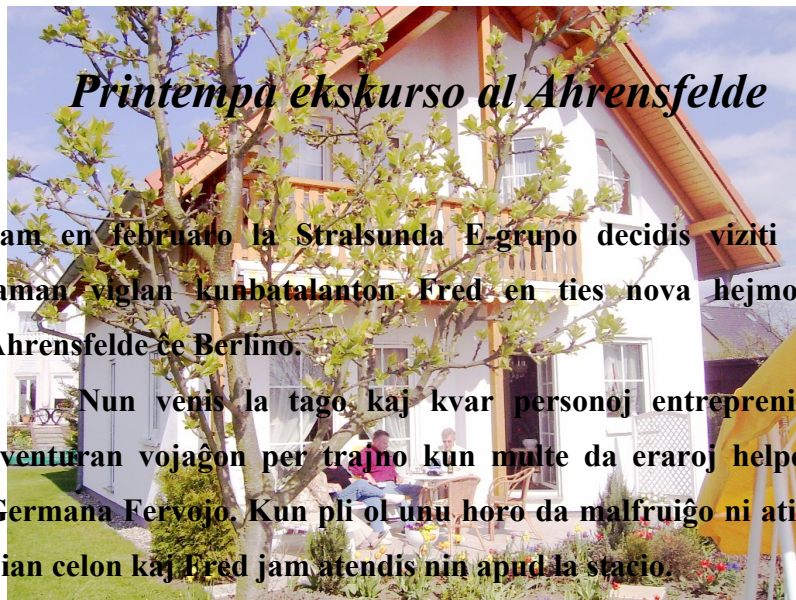 Printempa ekskurso al Ahrensfelde
am en februaro la Stralsunda E-grupo decidis viziti
aman viglan kunbatalanton Fred en ties nova hejmo
Ahrensfelde ĉe Berlino.
Nun venis la tago kaj kvar personoj entrepreni
venturan vojaĝon per trajno kun multe da eraroj helpe
Germana Fervojo. Kun pli ol unu horo da malfruiĝo ni ati
ian celon kaj Fred jam atendis nin apud la stacio.